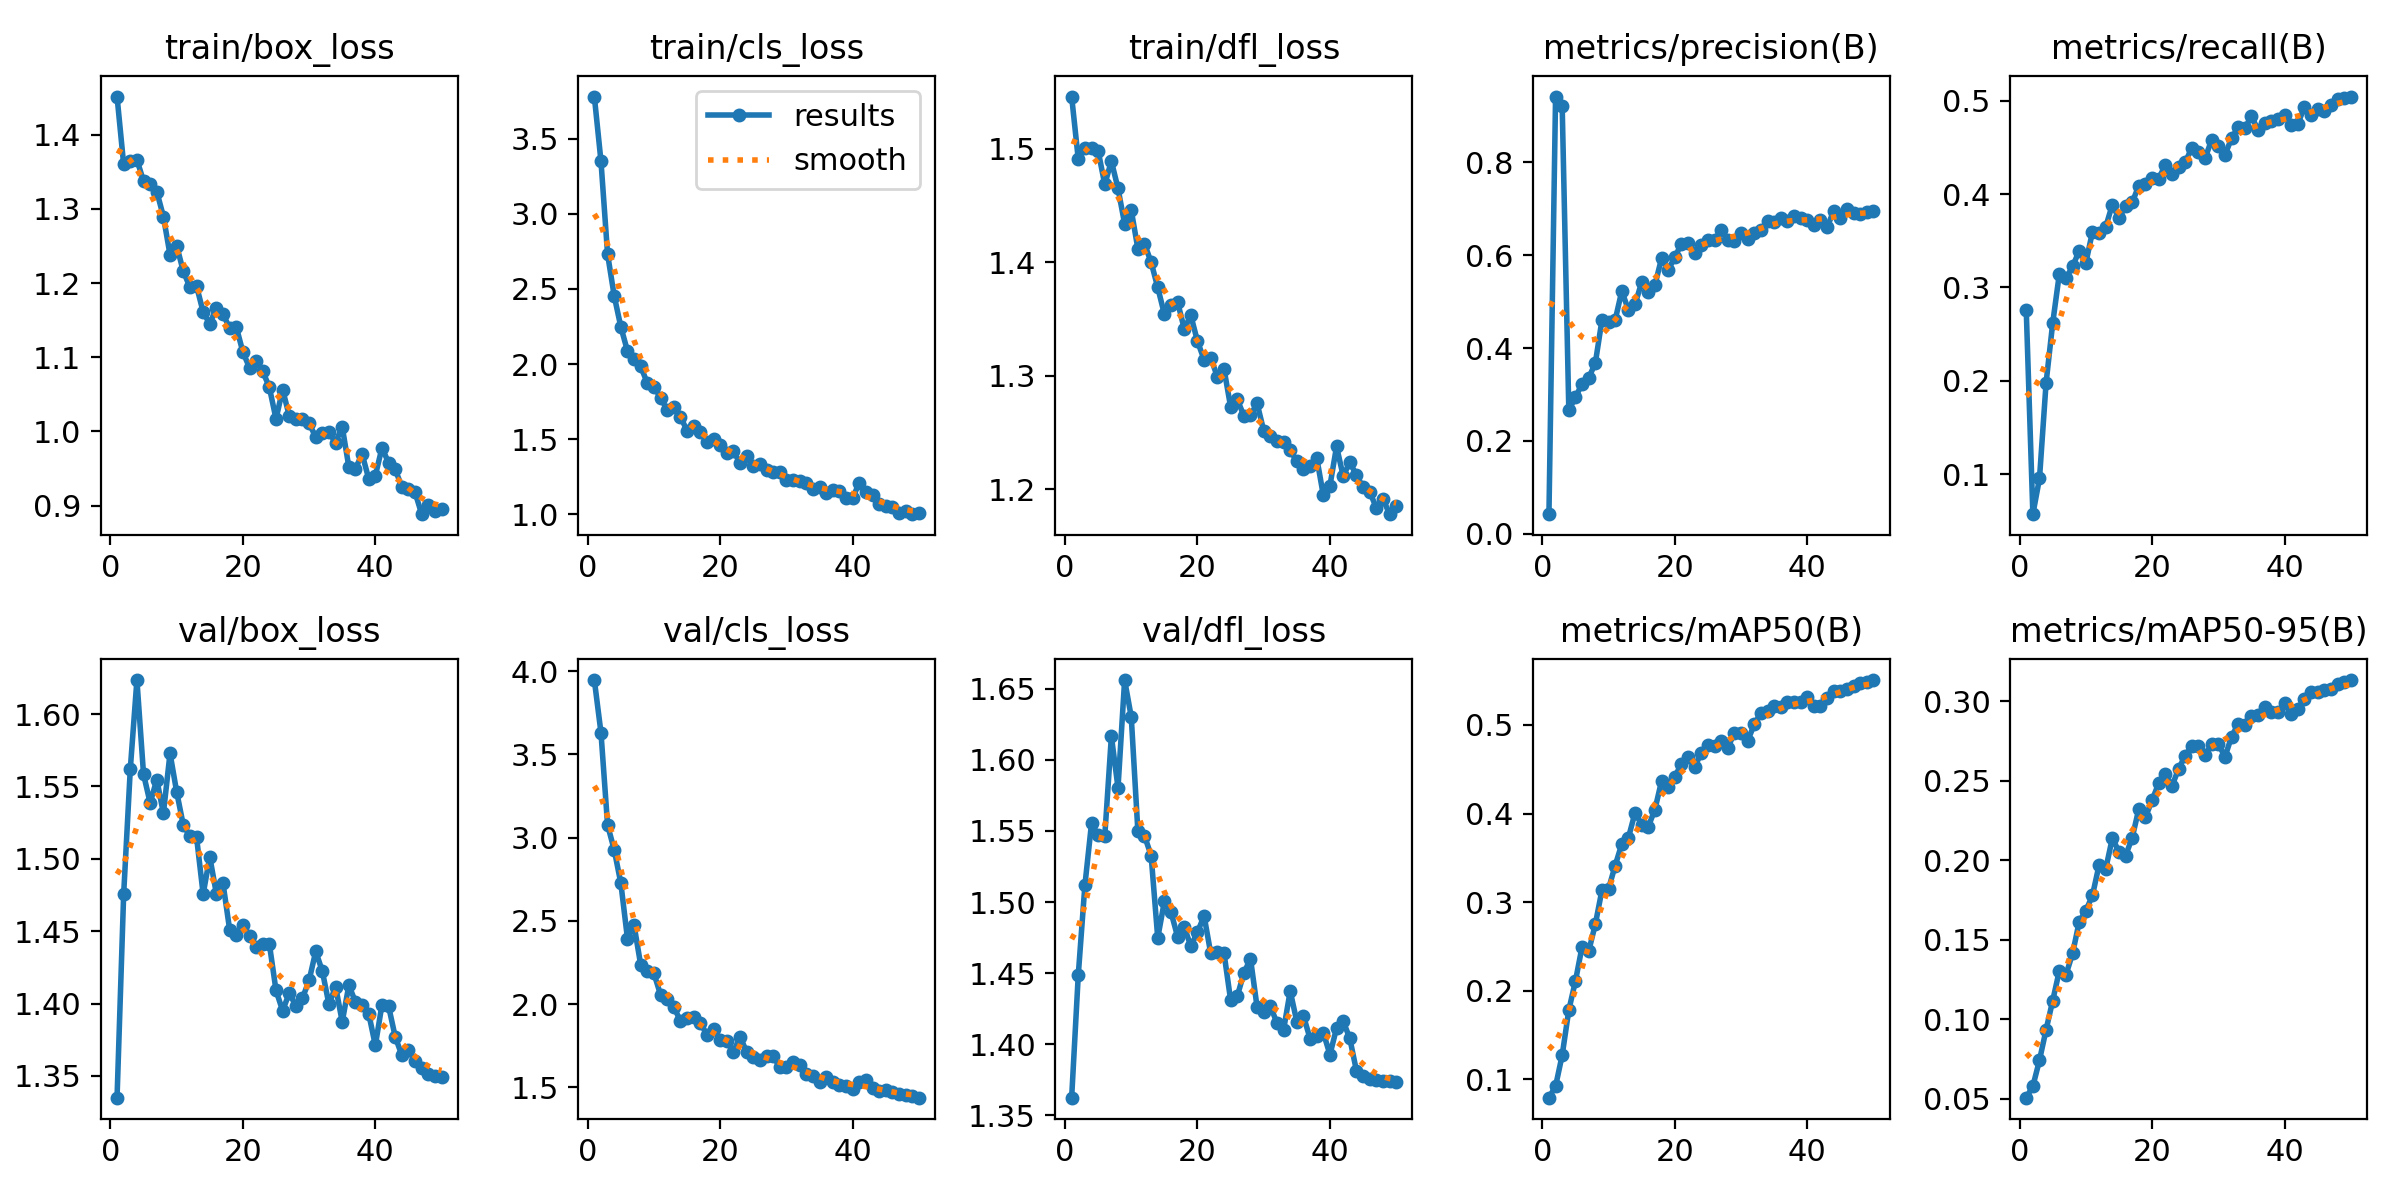 train/box_loss
1.4
1.3
1.2
1.1
1.0
0.9
0 20 40
train/cls_loss
results
smooth
3.5
3.0
2.5
2.0
1.5
1.0
0 20 40
train/dfl_loss
1.5
1.4
1.3
1.2
0 20 40
metrics/precision(B)
0.8
0.6
0.4
0.2
0.0
0 20 40
metrics/recall(B)
0.5
0.4
0.3
0.2
0.1
0 20 40
val/box_loss
1.60
1.55
1.50
1.45
1.40
1.35
0 20 40
val/cls_loss
4.0
3.5
3.0
2.5
2.0
1.5
0 20 40
val/dfl_loss
1.65
1.60
1.55
1.50
1.45
1.40
1.35
0 20 40
metrics/mAP50(B)
0.5
0.4
0.3
0.2
0.1
0 20 40
metrics/mAP50-95(B)
0.30
0.25
0.20
0.15
0.10
0.05
0 20 40